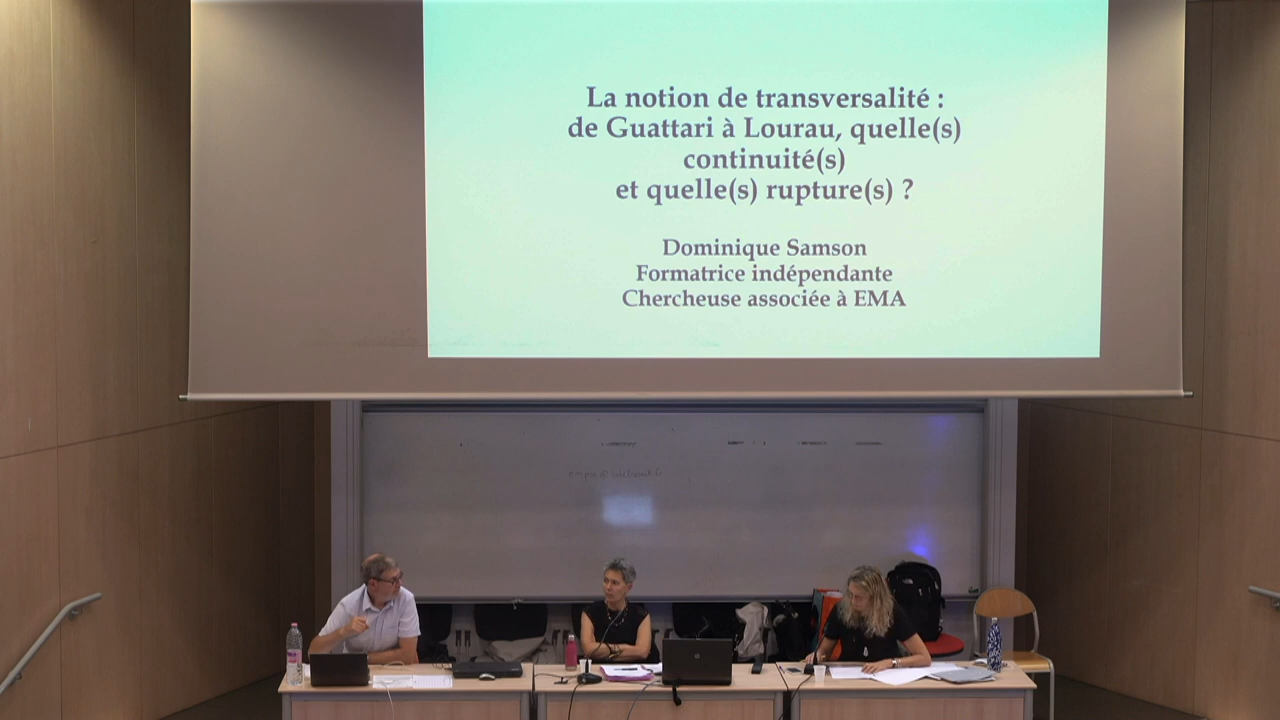 La notion de transversalité :
de Guattari à Lourau, quelle(s)
continuité(s)
et quelle(s) rupture(s) ?
Dominique Samson
Formatrice indépendante
Chercheuse associée à EMA